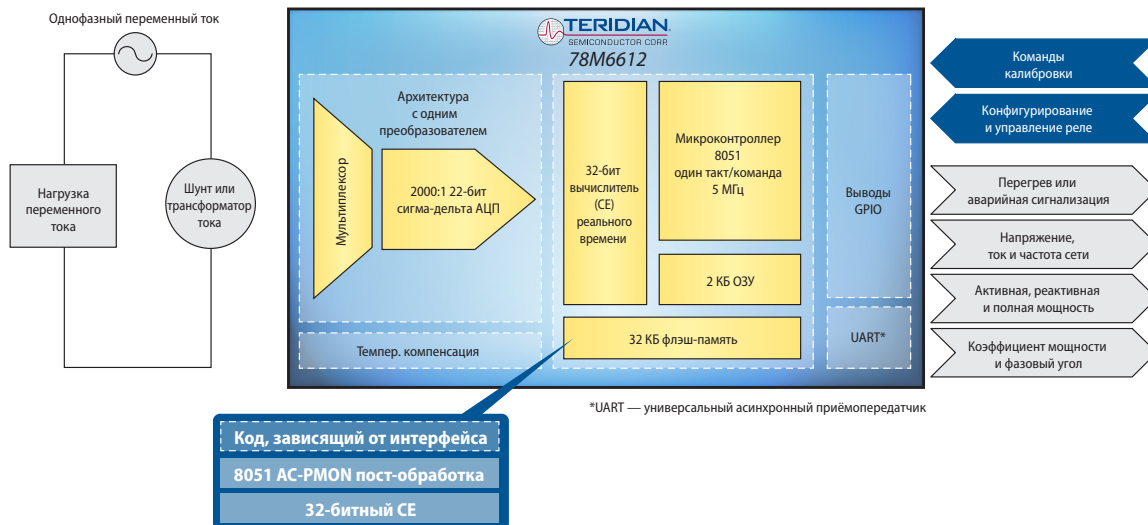 Однофазный переменный ток
Нагрузка
переменного
тока
Шунт или
трансформатор
тока
TERIDIAN
SEMICONDUCTOR CORP.
78M6612
Архитектура
с одним
преобразователем
Мультиплексор
2000:1 22-бит
сигма-дельта АЦП
Темпер. компенсация
32-бит
вычислитель
(CE)
реального
времени
Микроконтроллер
8051
один такт/команда
5 МГц
2 КБ ОЗУ
32 КБ флэш-память
Выводы
GPIO
UART*
Команды
калибровки
Конфигурирование
и управление реле
Перегрев или
аварийная сигнализация
Напряжение,
ток и частота сети
Активная, реактивная
и полная мощность
Коэффициент мощности
и фазовый угол
*UART — универсальный асинхронный приёмопередатчик
Код, зависящий от интерфейса
8051 AC-PMON пост-обработка
32-битный CE